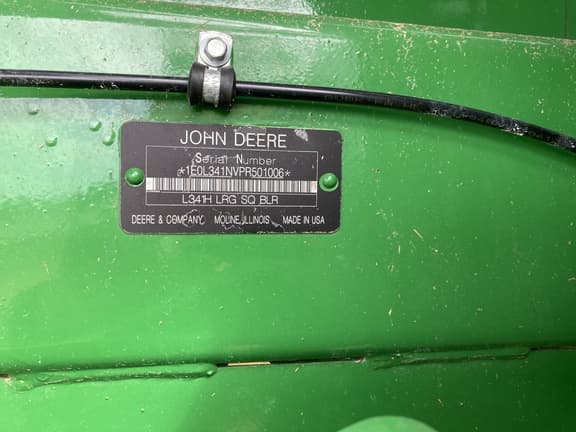 JOHN DEERE
Serial Number
*1E0L341NVPR501006*
L341H LRG SQ BLR
DEERE & COMPANY MOLINE, ILLINOIS MADE IN USA